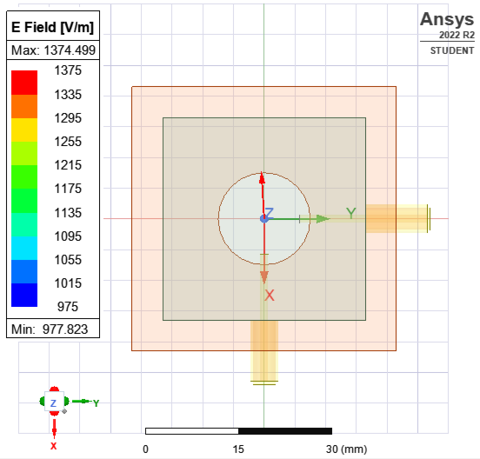 E Field [V/m]
Max: 1374.499
1375
1335
1295
1255
1215
1175
1135
1095
1055
1015
975
Min: 977.823
Ansys
2022 R2
STUDENT
Z
Y
X
Z
Y
X
0
15
30 (mm)